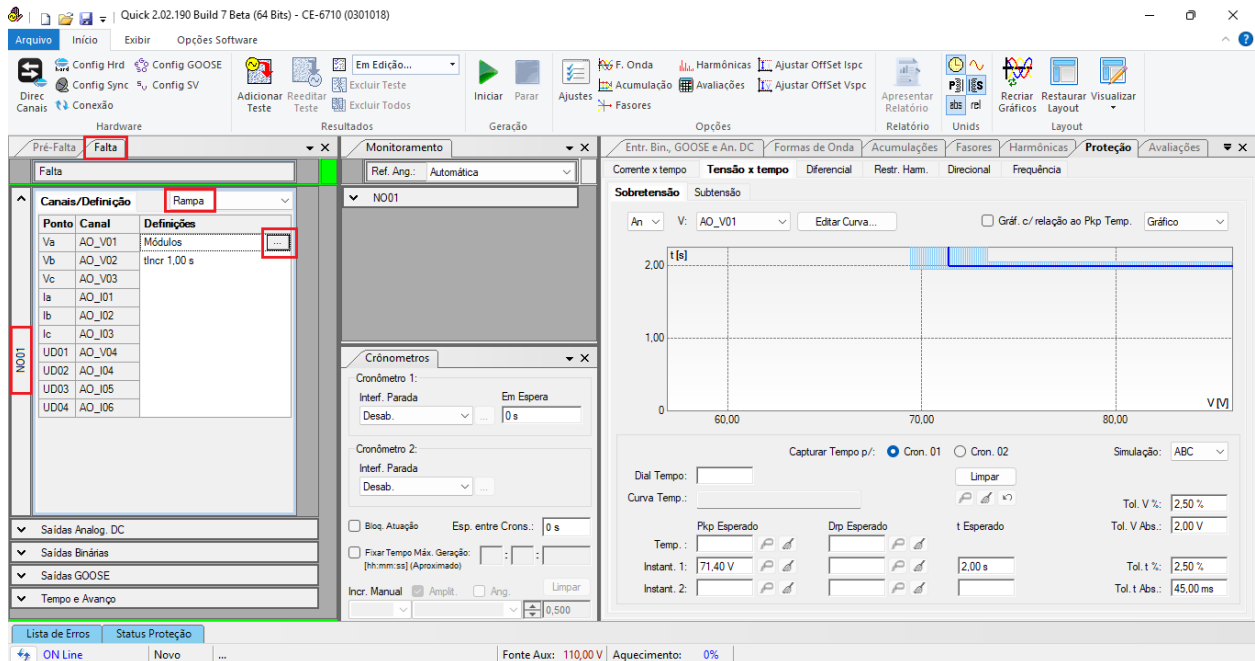 Quick 2.02.190 Build 7 Beta (64 Bits) - CE-6710 (0301018)
Arquivo Início Exibir Opções Software
Direc Canais
Config Hrd Config GOOSE
Config Sync Config SV
Conexão
Hardware
Adicionar Teste
Reeditar Teste
Em Edição...
Excluir Teste
Excluir Todos
Resultados
Iniciar Parar
Geração
Ajustes
F. Onda Harmônicas Ajustar OffSet Ispc
Acumulação Avaliações Ajustar OffSet Vspc
Fasores
Opções
Apresentar Relatório
Relatório
abs rel
Unids
Recriar Gráficos
Restaurar Layout
Visualizar
Layout
Pré-Falta Falta
Falta
Canais/Definição Rampa
Ponto Canal Definições
Va AO_V01 Módulos ...
Vb AO_V02 tIncr 1,00 s
Vc AO_V03
Ia AO_I01
Ib AO_I02
Ic AO_I03
UD01 AO_V04
UD02 AO_I04
UD03 AO_I05
UD04 AO_I06
NO01
Saídas Analog. DC
Saídas Binárias
Saídas GOOSE
Tempo e Avanço
Monitoramento
Ref. Ang.: Automática
NO01
Crônometros
Cronômetro 1:
Interf. Parada Em Espera
Desab. ... 0 s
Cronômetro 2:
Interf. Parada
Desab. ...
Bloq. Atuação Esp. entre Crons.: 0 s
Fixar Tempo Máx. Geração: : :
[hh:mm:ss] (Aproximado)
Incr. Manual Amplit. Ang. Limpar
0,500
Entr. Bin., GOOSE e An. DC Formas de Onda Acumulações Fasores Harmônicas Proteção Avaliações
Corrente x tempo Tensão x tempo Diferencial Restr. Harm. Direcional Frequência
Sobretensão Subtensão
An V: AO_V01 Editar Curva... Gráf. c/ relação ao Pkp Temp. Gráfico
t [s]
2,00
1,00
0
60,00 70,00 80,00
V [V]
Capturar Tempo p/: Cron. 01 Cron. 02 Simulação: ABC
Dial Tempo: Limpar
Curva Temp.: Tol. V %: 2,50 %
Pkp Esperado Drp Esperado t Esperado Tol. V Abs.: 2,00 V
Temp. :
Instant. 1: 71,40 V 2,00 s Tol. t %: 2,50 %
Instant. 2: Tol. t Abs.: 45,00 ms
Lista de Erros Status Proteção
ON Line Novo ... Fonte Aux: 110,00 V Aquecimento: 0%